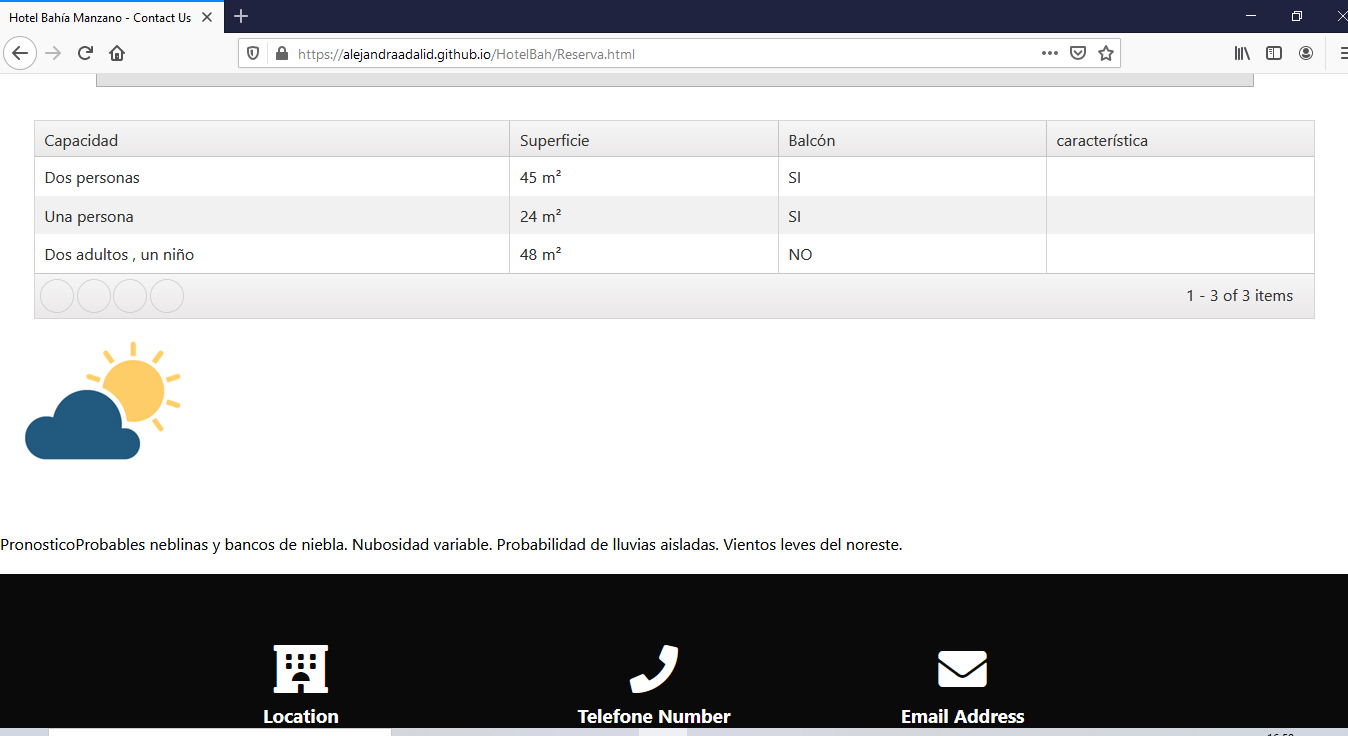 Hotel Bahía Manzano - Contact Us
https://alejandraadalid.github.io/HotelBah/Reserva.html
Capacidad Superficie Balcón característica
Dos personas 45 m² SI
Una persona 24 m² SI
Dos adultos , un niño 48 m² NO
1 - 3 of 3 items
PronosticoProbables neblinas y bancos de niebla. Nubosidad variable. Probabilidad de lluvias aisladas. Vientos leves del noreste.
Location Telefone Number Email Address